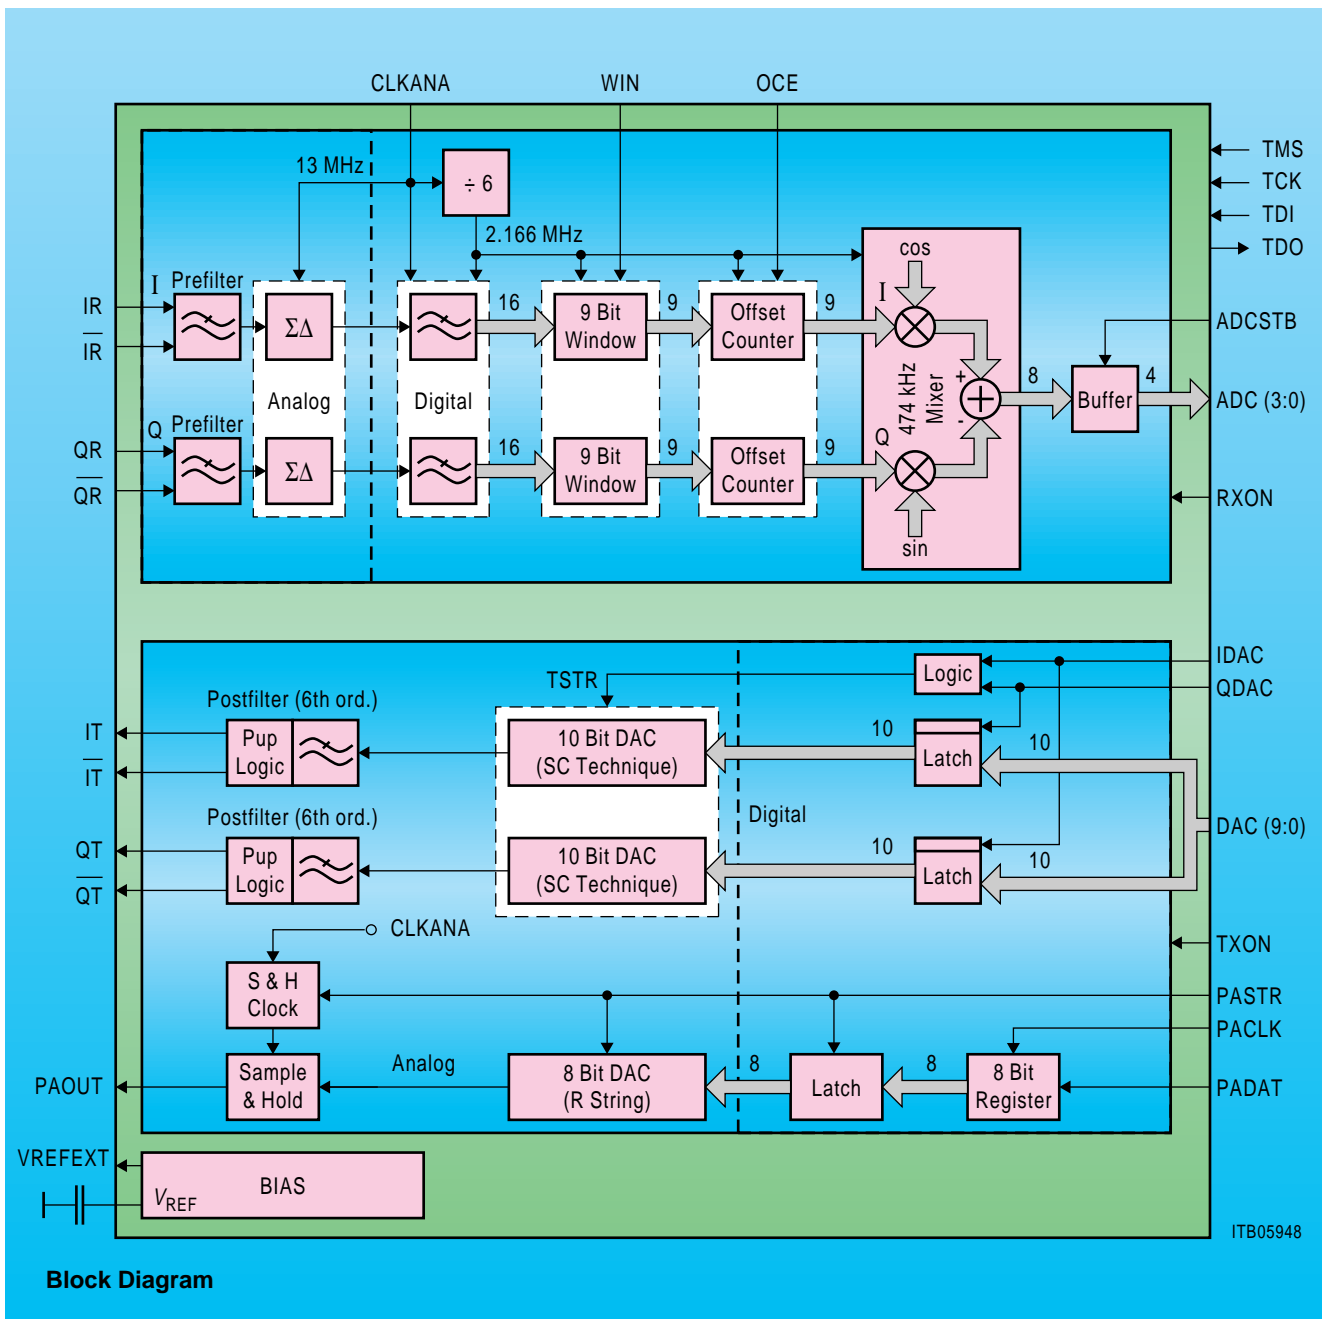 CLKANA WIN OCE
13 MHz
÷ 6
TMS
TCK
TDI
TDO
2.166 MHz
cos
I Prefilter
IR
IR
ΣΔ
16
9 Bit
Window
9
Offset
Counter
9
I
ADCSTB
Analog
Digital
474 kHz
Mixer
+
-
8
Buffer
4
ADC (3:0)
Q Prefilter
QR
QR
ΣΔ
16
9 Bit
Window
9
Offset
Counter
9
Q
sin
RXON
IDAC
QDAC
Logic
TSTR
Postfilter (6th ord.)
IT
IT
Pup
Logic
10 Bit DAC
(SC Technique)
10
Latch
10
Digital
DAC (9:0)
Postfilter (6th ord.)
QT
QT
Pup
Logic
10 Bit DAC
(SC Technique)
10
Latch
10
CLKANA
TXON
S & H
Clock
PASTR
PACLK
PAOUT
Sample
& Hold
Analog
8 Bit DAC
(R String)
8
Latch
8
8 Bit
Register
PADAT
VREFEXT
BIAS
VREF
ITB05948
Block Diagram